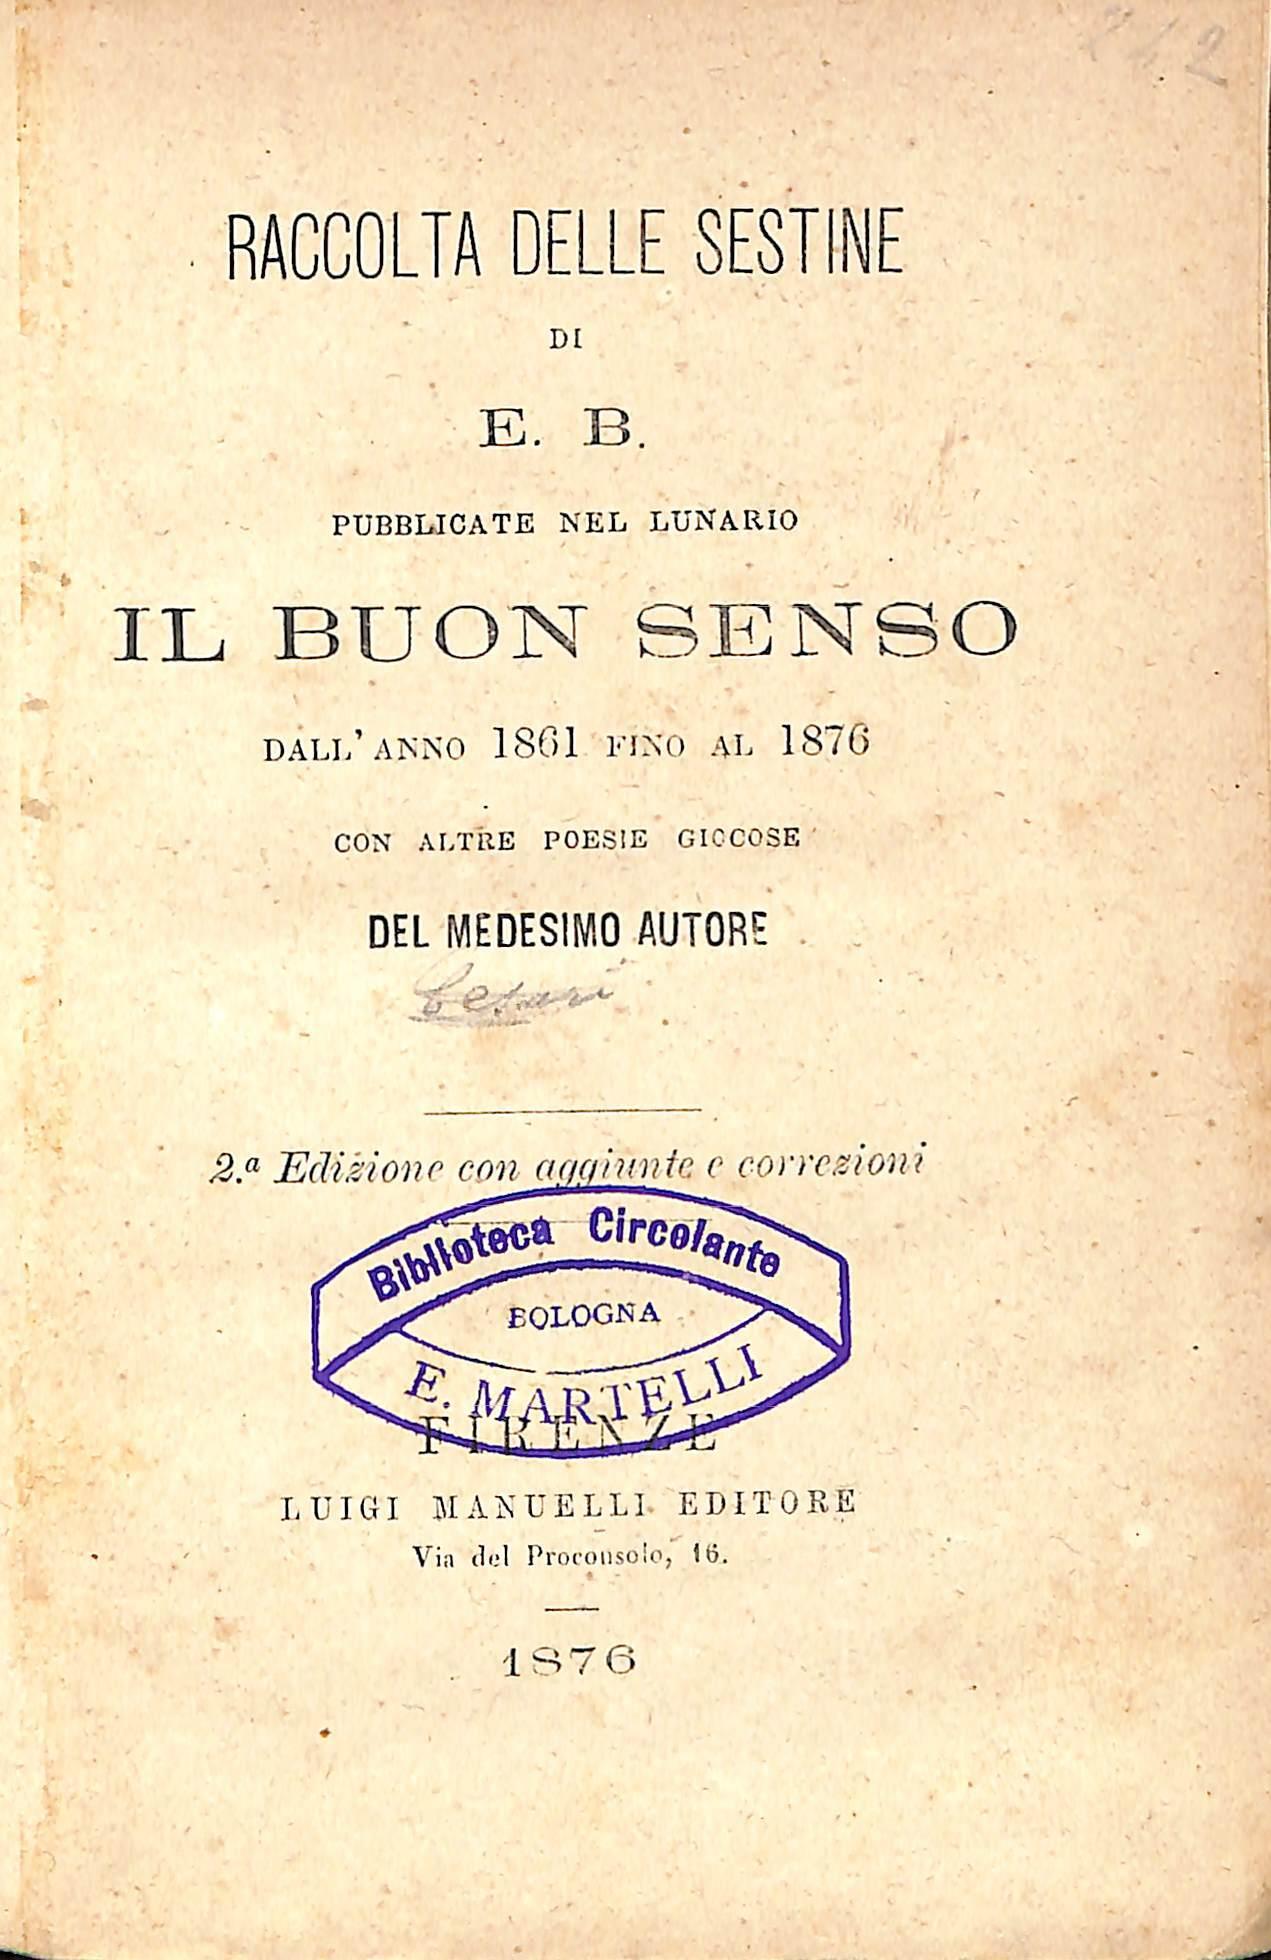 212
RACCOLTA DELLE SESTINE
DI
E. B.
PUBBLICATE NEL LUNARIO
IL BUON SENSO
DALL'ANNO 1861 FINO AL 1876
CON ALTRE POESIE GIOCOSE
DEL MEDESIMO AUTORE
2.ª Edizione con aggiunte e correzioni
Biblioteca Circolante
BOLOGNA
E. MARTELLI
FIRENZE
LUIGI MANUELLI EDITORE
Via del Proconsolo, 16.
1876